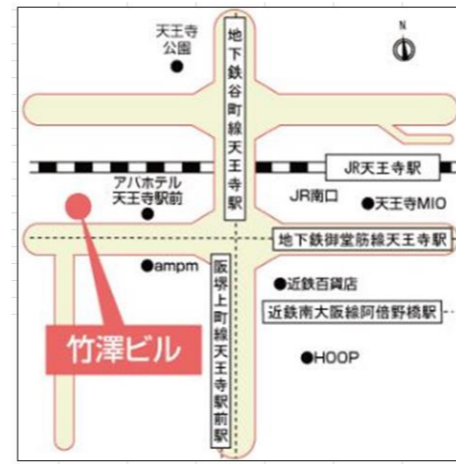 天王寺
公園
N
地下鉄谷町線天王寺駅
JR天王寺駅
アパホテル
天王寺駅前
JR南口
天王寺MIO
地下鉄御堂筋線天王寺駅
ampm
阪堺上町線天王寺駅前駅
近鉄百貨店
近鉄南大阪線阿倍野橋駅
竹澤ビル
HOOP